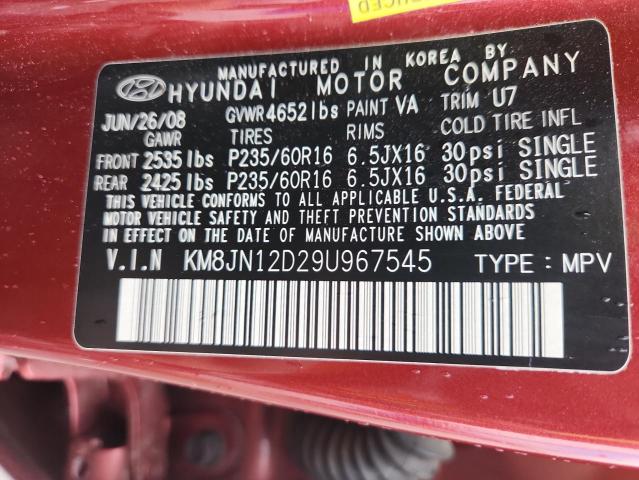 DUCED
MANUFACTURED IN KOREA BY
HYUNDAI MOTOR COMPANY
JUN/26/08 GVWR 4652lbs PAINT VA TRIM U7
GAWR TIRES RIMS COLD TIRE INFL
FRONT 2535lbs P235/60R16 6.5JX16 30psi SINGLE
REAR 2425lbs P235/60R16 6.5JX16 30psi SINGLE
THIS VEHICLE CONFORMS TO ALL APPLICABLE U.S.A. FEDERAL
MOTOR VEHICLE SAFETY AND THEFT PREVENTION STANDARDS
IN EFFECT ON THE DATE OF MANUFACTURE SHOWN ABOVE
V.I.N KM8JN12D29U967545 TYPE : MPV